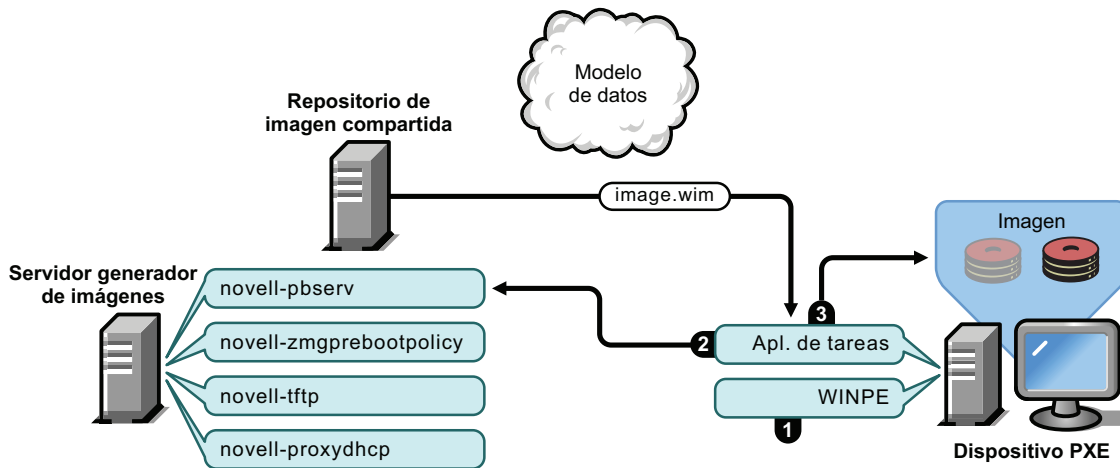 Modelo
de datos
Repositorio de
imagen compartida
image.wim
Imagen
Servidor generador
de imágenes
novell-pbserv
novell-zmgprebootpolicy
novell-tftp
novell-proxydhcp
3
2
Apl. de tareas
WINPE
1
Dispositivo PXE